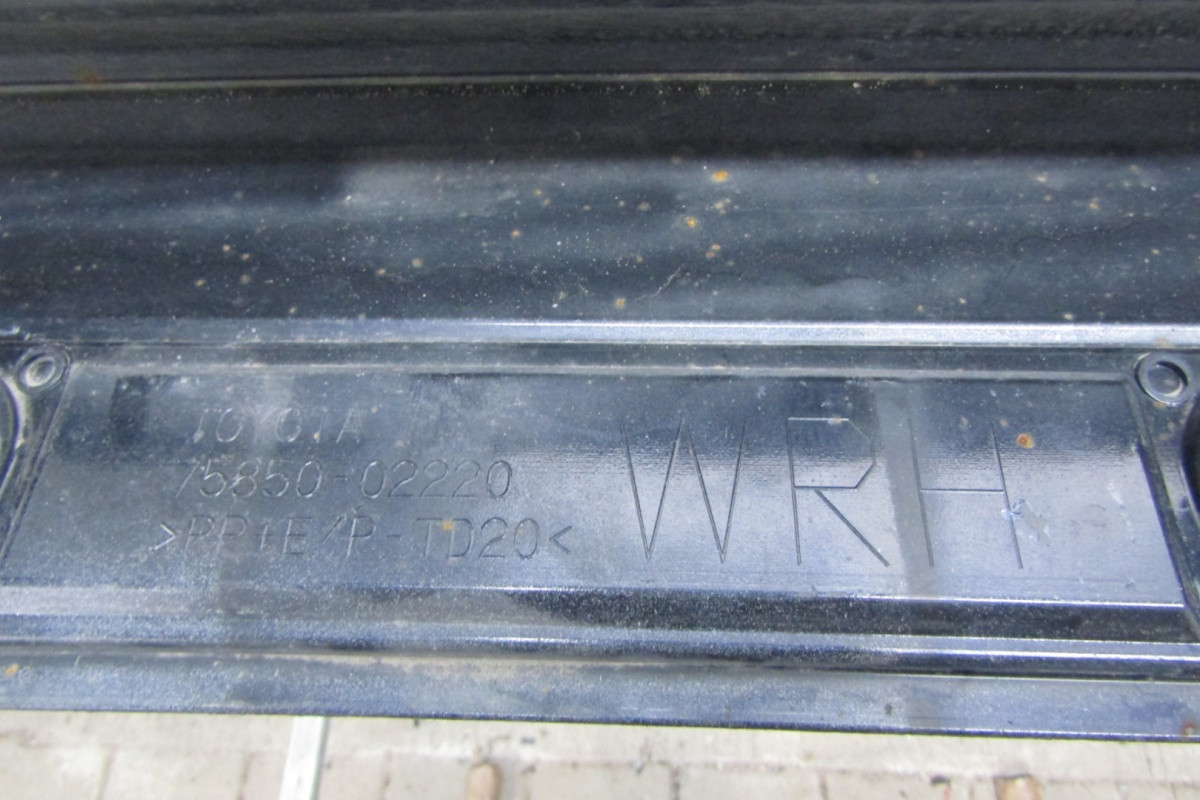 TOYOTA
75850-02220
>PP+E/P-TD20<
WRH